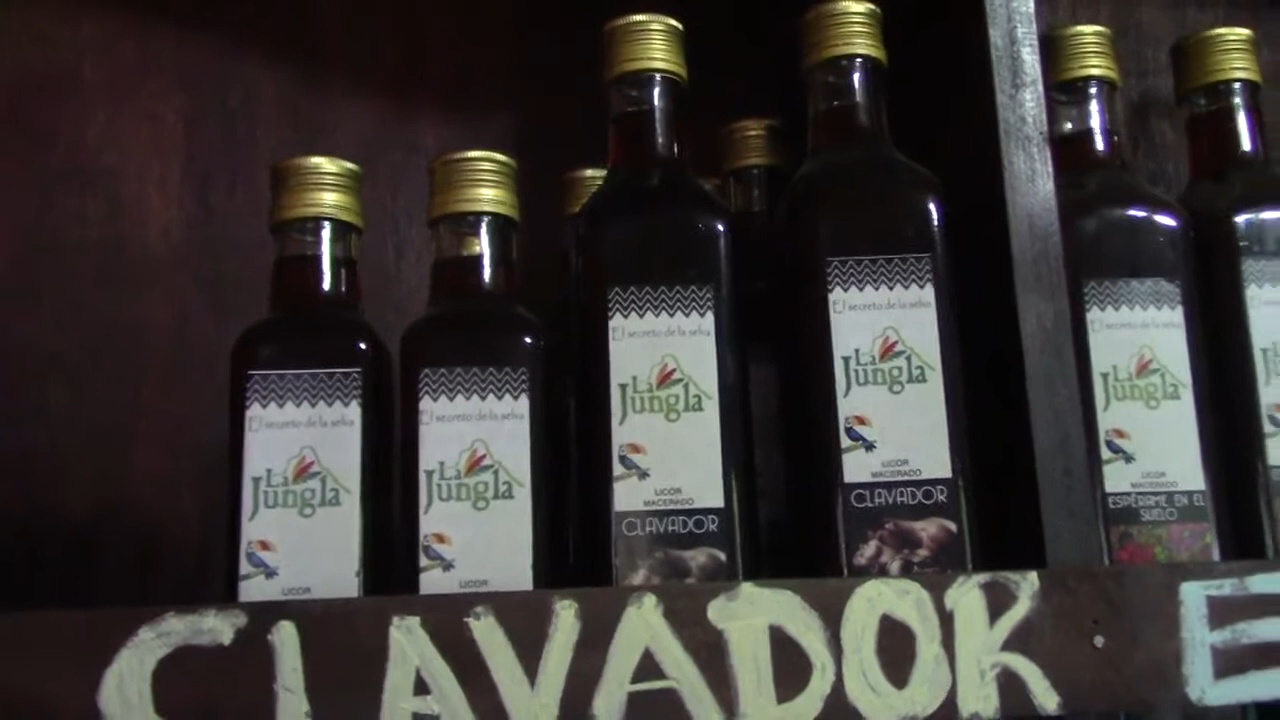 El secreto de la selva
La
Jungla
LICOR
El secreto de la selva
La
Jungla
LICOR
El secreto de la selva
La
Jungla
LICOR
MACERADO
CLAVADOR
El secreto de la selva
La
Jungla
LICOR
MACERADO
CLAVADOR
El secreto de la selva
La
Jungla
LICOR
MACERADO
ESPÉRAME EN EL
SUELO
CLAVADOR
E